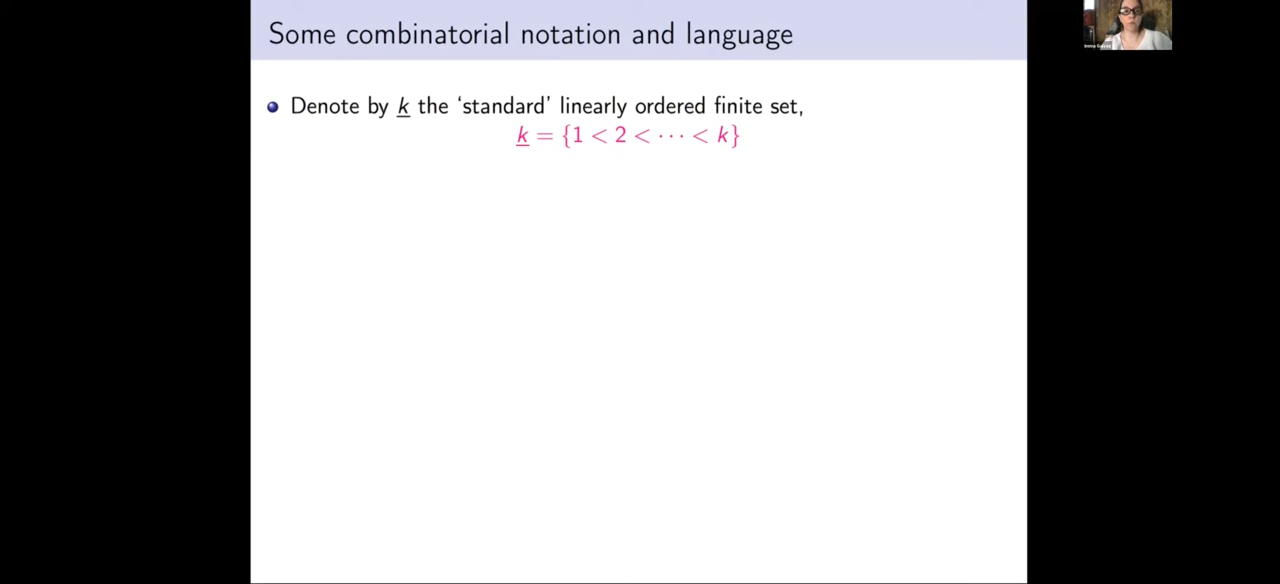 Some combinatorial notation and language
Denote by k the ‘standard’ linearly ordered finite set,
k = {1 < 2 < ··· < k}